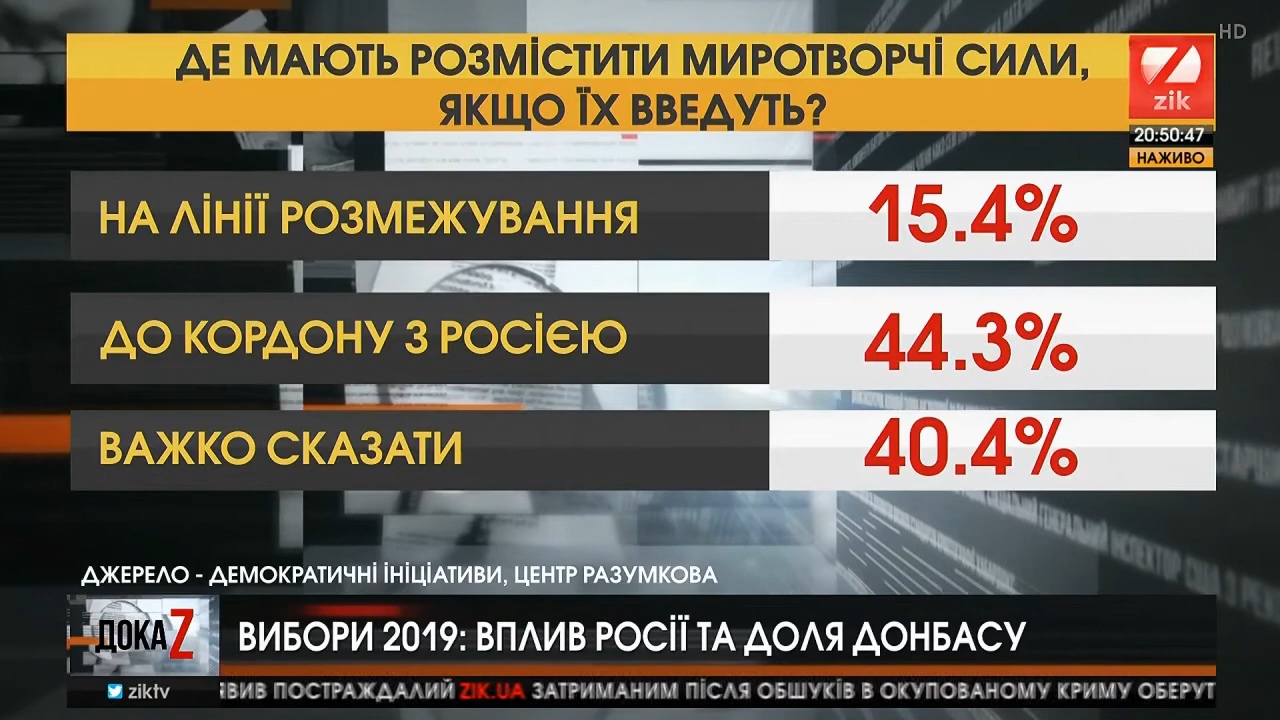 HD
ДЕ МАЮТЬ РОЗМІСТИТИ МИРОТВОРЧІ СИЛИ,
ЯКЩО ЇХ ВВЕДУТЬ?
zik
20:50:47
НАЖИВО
НА ЛІНІЇ РОЗМЕЖУВАННЯ 15.4%
ДО КОРДОНУ З РОСІЄЮ 44.3%
ВАЖКО СКАЗАТИ 40.4%
ДЖЕРЕЛО - ДЕМОКРАТИЧНІ ІНІЦІАТИВИ, ЦЕНТР РАЗУМКОВА
ДОКАZ
ВИБОРИ 2019: ВПЛИВ РОСІЇ ТА ДОЛЯ ДОНБАСУ
ziktv
ЯВИВ ПОСТРАЖДАЛИЙ ZIK.UA ЗАТРИМАНИМ ПІСЛЯ ОБШУКІВ В ОКУПОВАНОМУ КРИМУ ОБЕРУТ